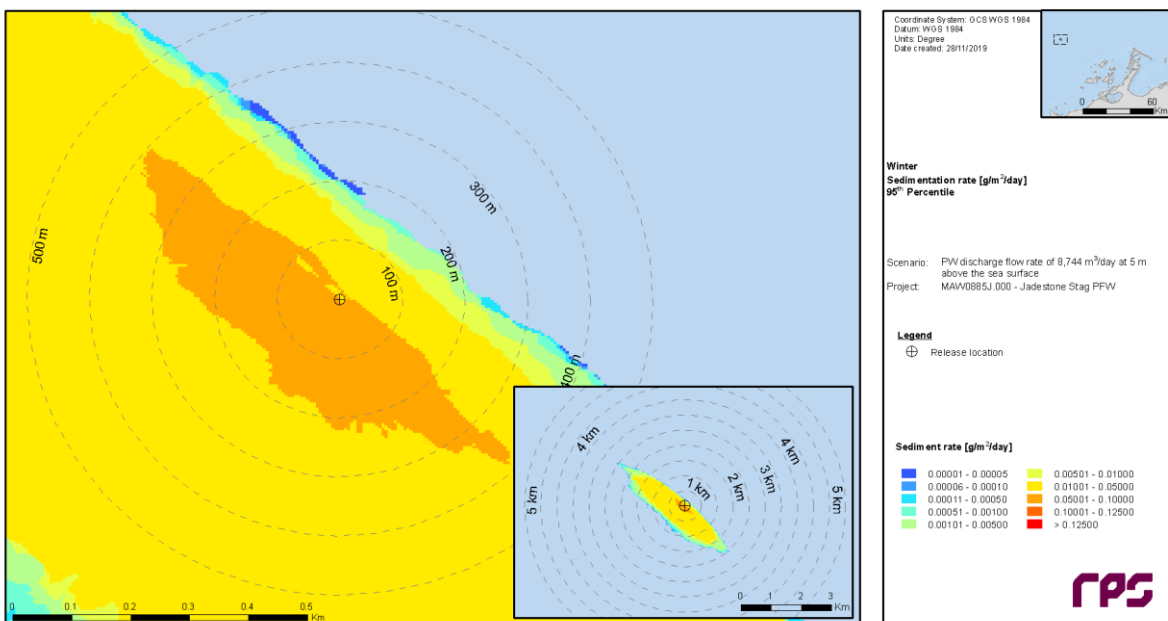 500 m
300 m
200 m
100 m
400 m
0 0.1 0.2 0.3 0.4 0.5
Km
5 km
4 km
1 km
2 km
3 km
4 km
5 km
0 1 2 3
Km
Coordinate System: GCS WGS 1984
Datum: WGS 1984
Units: Degree
Date created: 28/11/2019
0 60
Km
Winter
Sedimentation rate [g/m²/day]
95th Percentile
Scenario: PW discharge flow rate of 8,744 m³/day at 5 m
above the sea surface
Project: MAW0885J.000 - Jadestone Stag PFW
Legend
Release location
Sediment rate [g/m²/day]
0.00001 - 0.00005 0.00501 - 0.01000
0.00006 - 0.00010 0.01001 - 0.05000
0.00011 - 0.00050 0.05001 - 0.10000
0.00051 - 0.00100 0.10001 - 0.12500
0.00101 - 0.00500 > 0.12500
rps